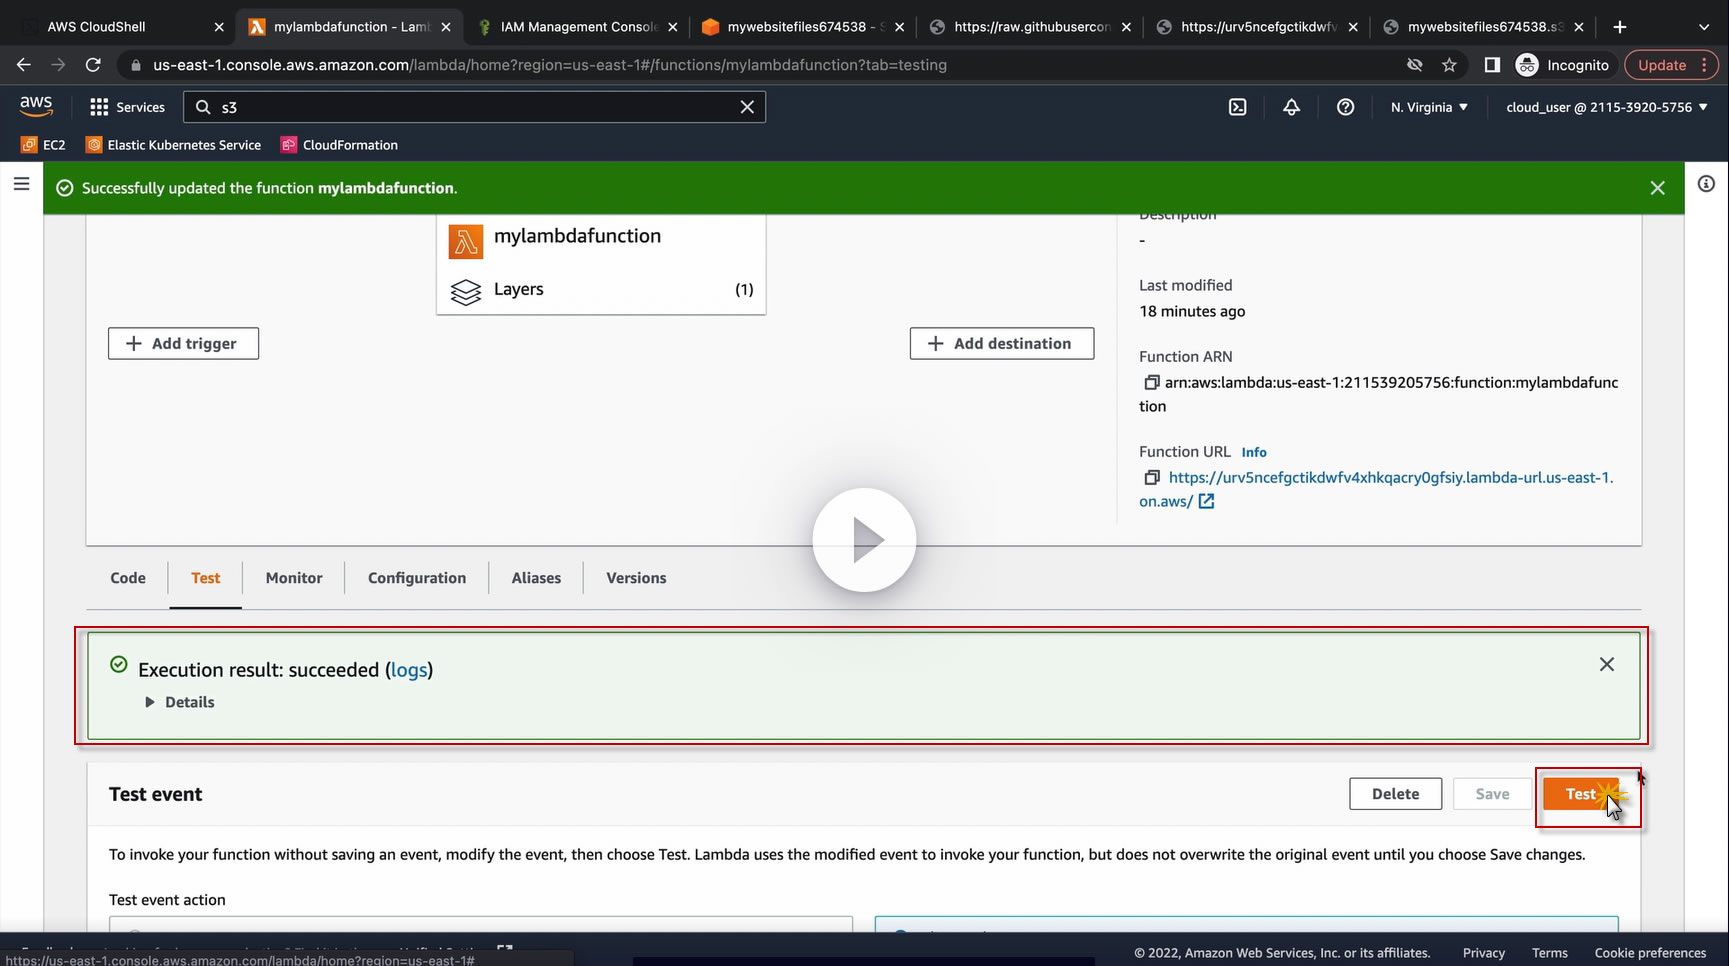 AWS CloudShell
mylambdafunction - Lamb
IAM Management Console
mywebsitefiles674538 - S
https://raw.githubusercon
https://urv5ncefgctikdwfv
mywebsitefiles674538.s3
us-east-1.console.aws.amazon.com/lambda/home?region=us-east-1#/functions/mylambdafunction?tab=testing
Incognito
Update
aws
Services
s3
N. Virginia
cloud_user @ 2115-3920-5756
EC2
Elastic Kubernetes Service
CloudFormation
Successfully updated the function mylambdafunction.
Description
-
mylambdafunction
Layers
(1)
Last modified
18 minutes ago
Add trigger
Add destination
Function ARN
arn:aws:lambda:us-east-1:211539205756:function:mylambdafunc
tion
Function URL Info
https://urv5ncefgctikdwfv4xhkqacry0gfsiy.lambda-url.us-east-1.
on.aws/
Code
Test
Monitor
Configuration
Aliases
Versions
Execution result: succeeded (logs)
Details
Test event
Delete
Save
Test
To invoke your function without saving an event, modify the event, then choose Test. Lambda uses the modified event to invoke your function, but does not overwrite the original event until you choose Save changes.
Test event action
© 2022, Amazon Web Services, Inc. or its affiliates.
Privacy
Terms
Cookie preferences
https://us-east-1.console.aws.amazon.com/lambda/home?region=us-east-1#